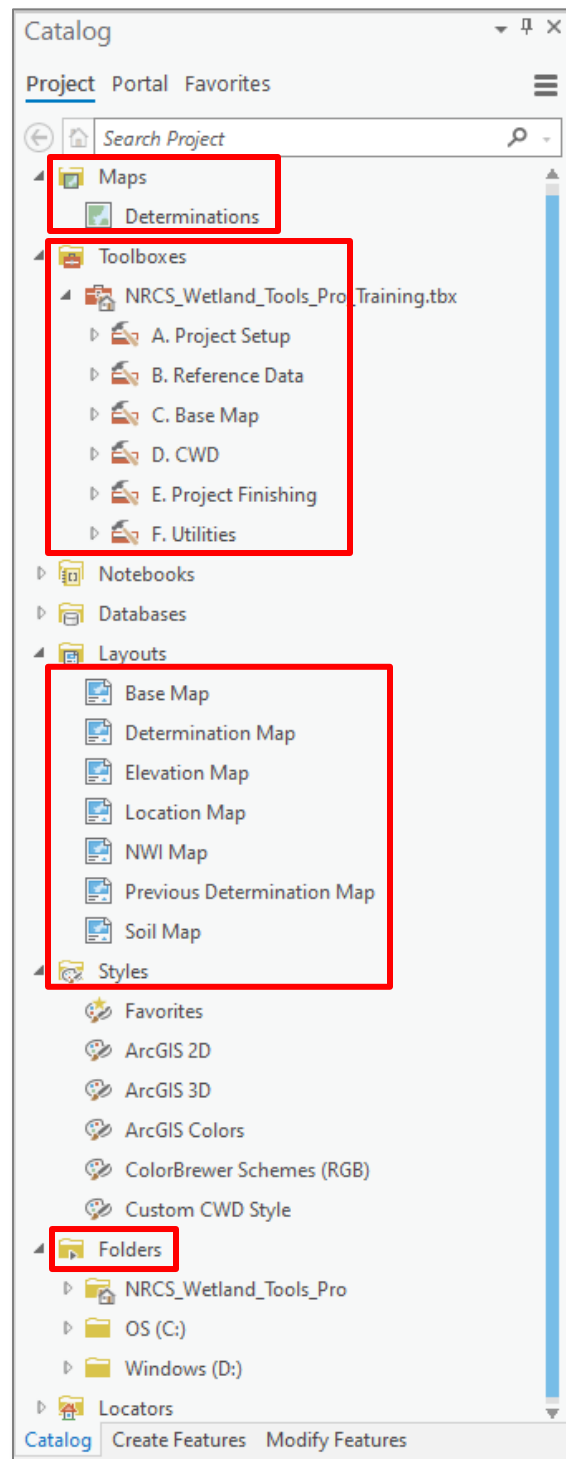 Catalog
Project Portal Favorites
Search Project
Maps
Determinations
Toolboxes
NRCS_Wetland_Tools_Pro_Training.tbx
A. Project Setup
B. Reference Data
C. Base Map
D. CWD
E. Project Finishing
F. Utilities
Notebooks
Databases
Layouts
Base Map
Determination Map
Elevation Map
Location Map
NWI Map
Previous Determination Map
Soil Map
Styles
Favorites
ArcGIS 2D
ArcGIS 3D
ArcGIS Colors
ColorBrewer Schemes (RGB)
Custom CWD Style
Folders
NRCS_Wetland_Tools_Pro
OS (C:)
Windows (D:)
Locators
Catalog Create Features Modify Features